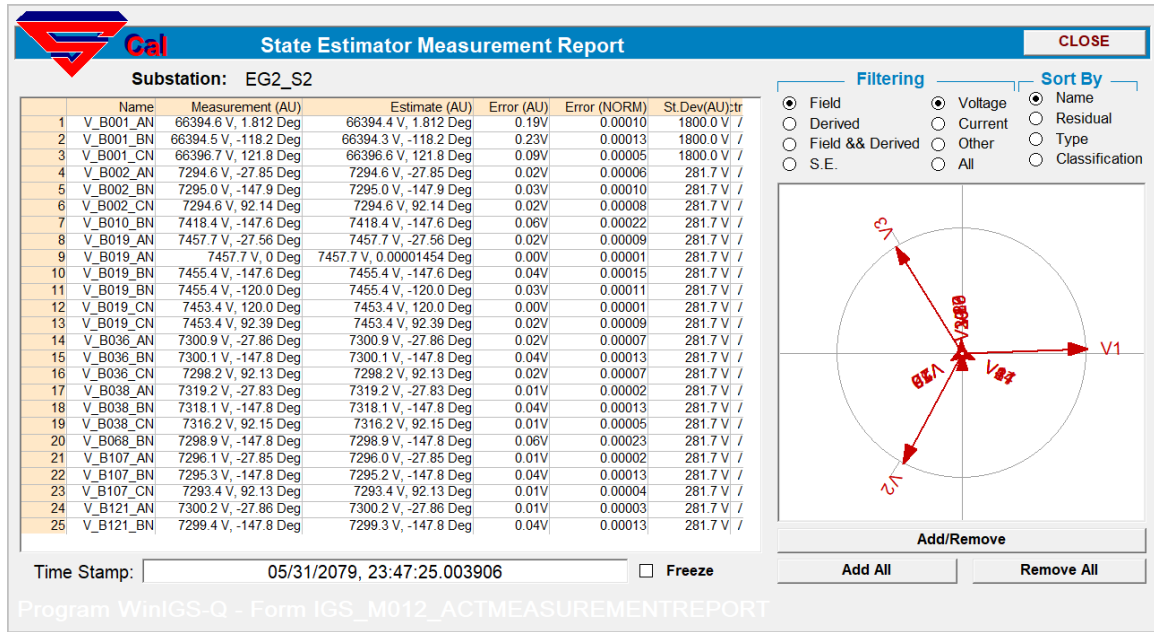 Cal
State Estimator Measurement Report
CLOSE
Substation: EG2_S2
Name Measurement (AU) Estimate (AU) Error (AU) Error (NORM) St.Dev(AU)
1 V_B001_AN 66394.6 V, 1.812 Deg 66394.4 V, 1.812 Deg 0.19V 0.00010 1800.0 V /
2 V_B001_BN 66394.5 V, -118.2 Deg 66394.3 V, -118.2 Deg 0.23V 0.00013 1800.0 V /
3 V_B001_CN 66396.7 V, 121.8 Deg 66396.6 V, 121.8 Deg 0.09V 0.00005 1800.0 V /
4 V_B002_AN 7294.6 V, -27.85 Deg 7294.6 V, -27.85 Deg 0.02V 0.00006 281.7 V /
5 V_B002_BN 7295.0 V, -147.9 Deg 7295.0 V, -147.9 Deg 0.03V 0.00010 281.7 V /
6 V_B002_CN 7294.6 V, 92.14 Deg 7294.6 V, 92.14 Deg 0.02V 0.00008 281.7 V /
7 V_B010_BN 7418.4 V, -147.6 Deg 7418.4 V, -147.6 Deg 0.06V 0.00022 281.7 V /
8 V_B019_AN 7457.7 V, -27.56 Deg 7457.7 V, -27.56 Deg 0.02V 0.00009 281.7 V /
9 V_B019_AN 7457.7 V, 0 Deg 7457.7 V, 0.00001454 Deg 0.00V 0.00001 281.7 V /
10 V_B019_BN 7455.4 V, -147.6 Deg 7455.4 V, -147.6 Deg 0.04V 0.00015 281.7 V /
11 V_B019_BN 7455.4 V, -120.0 Deg 7455.4 V, -120.0 Deg 0.03V 0.00011 281.7 V /
12 V_B019_CN 7453.4 V, 120.0 Deg 7453.4 V, 120.0 Deg 0.00V 0.00001 281.7 V /
13 V_B019_CN 7453.4 V, 92.39 Deg 7453.4 V, 92.39 Deg 0.02V 0.00009 281.7 V /
14 V_B036_AN 7300.9 V, -27.86 Deg 7300.9 V, -27.86 Deg 0.02V 0.00007 281.7 V /
15 V_B036_BN 7300.1 V, -147.8 Deg 7300.1 V, -147.8 Deg 0.04V 0.00013 281.7 V /
16 V_B036_CN 7298.2 V, 92.13 Deg 7298.2 V, 92.13 Deg 0.02V 0.00007 281.7 V /
17 V_B038_AN 7319.2 V, -27.83 Deg 7319.2 V, -27.83 Deg 0.01V 0.00002 281.7 V /
18 V_B038_BN 7318.1 V, -147.8 Deg 7318.1 V, -147.8 Deg 0.04V 0.00013 281.7 V /
19 V_B038_CN 7316.2 V, 92.15 Deg 7316.2 V, 92.15 Deg 0.01V 0.00005 281.7 V /
20 V_B068_BN 7298.9 V, -147.8 Deg 7298.9 V, -147.8 Deg 0.06V 0.00023 281.7 V /
21 V_B107_AN 7296.1 V, -27.85 Deg 7296.0 V, -27.85 Deg 0.01V 0.00002 281.7 V /
22 V_B107_BN 7295.3 V, -147.8 Deg 7295.2 V, -147.8 Deg 0.04V 0.00013 281.7 V /
23 V_B107_CN 7293.4 V, 92.13 Deg 7293.4 V, 92.13 Deg 0.01V 0.00004 281.7 V /
24 V_B121_AN 7300.2 V, -27.86 Deg 7300.2 V, -27.86 Deg 0.01V 0.00003 281.7 V /
25 V_B121_BN 7299.4 V, -147.8 Deg 7299.3 V, -147.8 Deg 0.04V 0.00013 281.7 V /
Time Stamp: 05/31/2079, 23:47:25.003906
Freeze
Filtering
Field Voltage
Derived Current
Field && Derived Other
S.E. All
Sort By
Name
Residual
Type
Classification
V3
V1
V2
Add/Remove
Add All Remove All
Program WinIGS-Q - Form IGS_M012_ACTMEASUREMENTREPORT